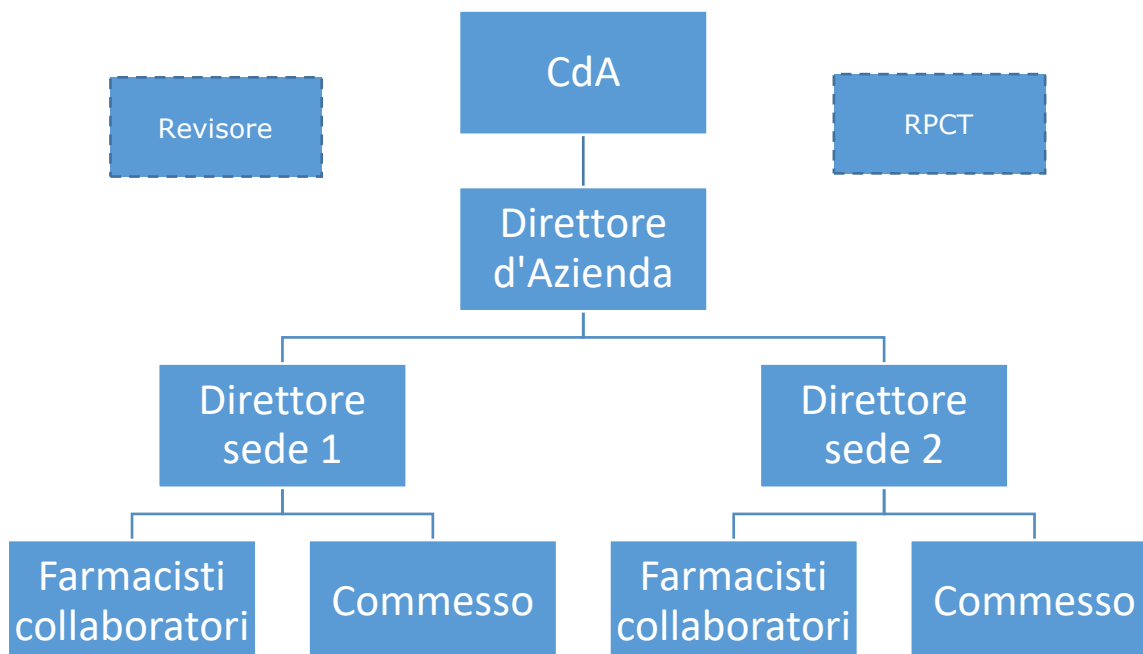 CdA
Revisore
RPCT
Direttore
d'Azienda
Direttore
sede 1
Direttore
sede 2
Farmacisti
collaboratori
Commesso
Farmacisti
collaboratori
Commesso